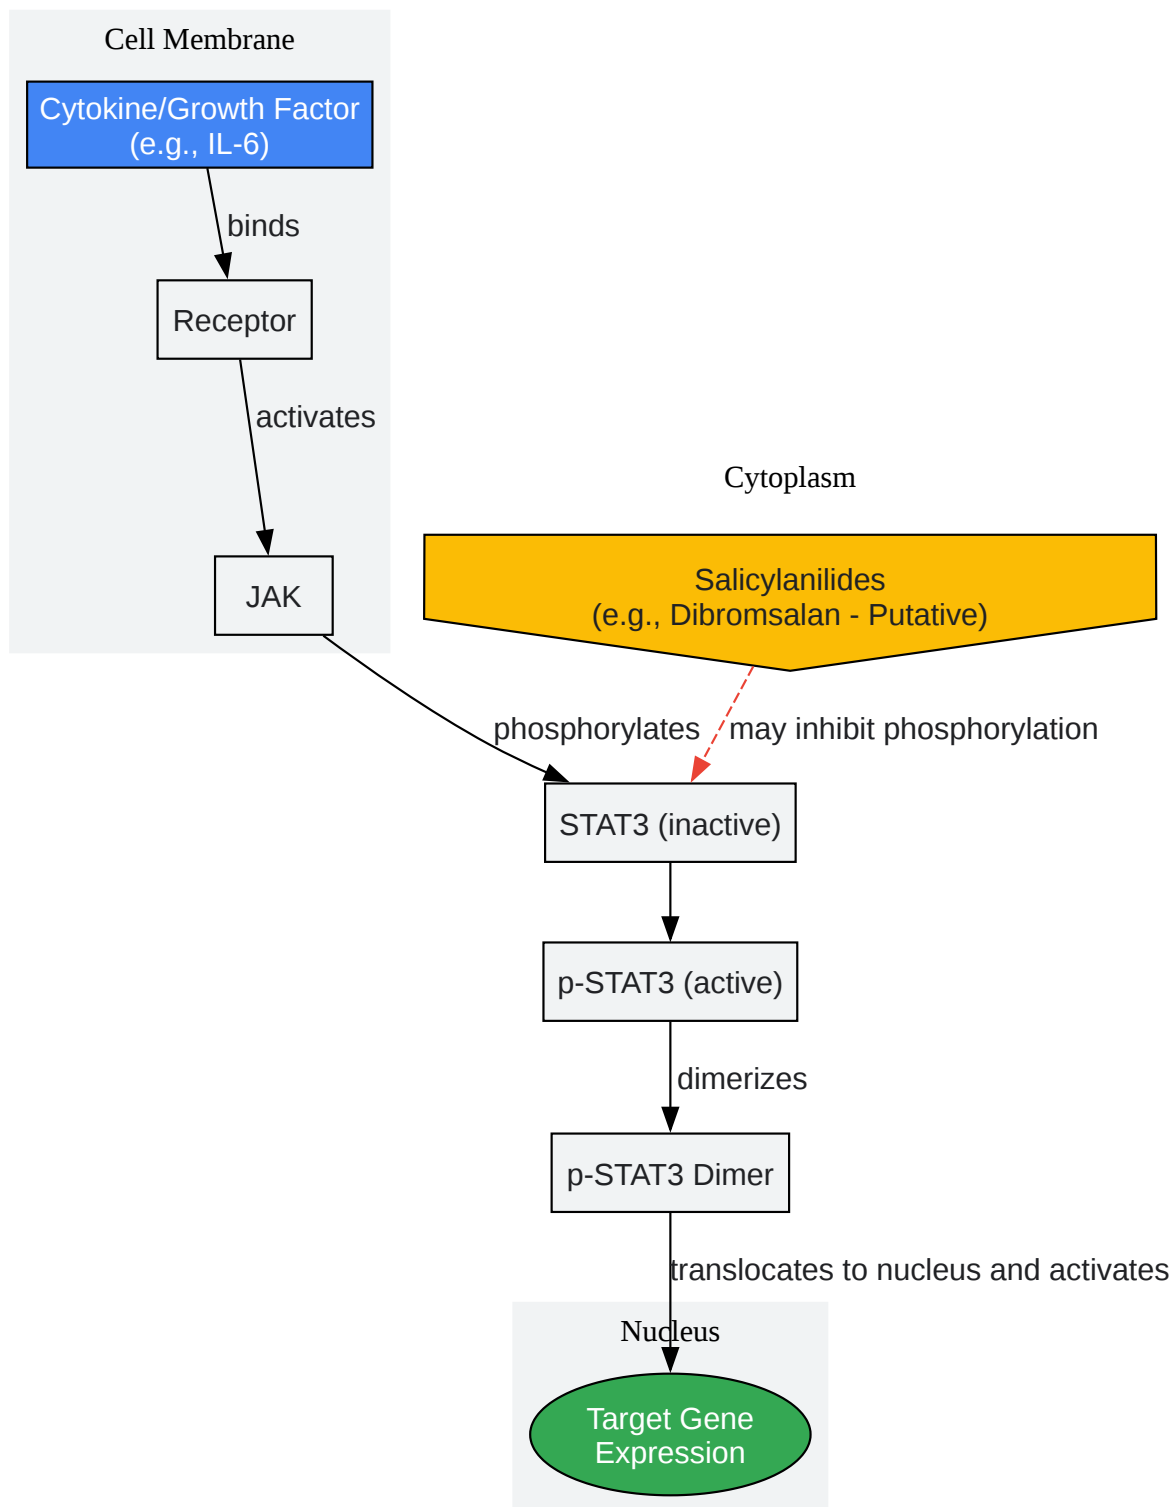 Cell Membrane
Cytokine/Growth Factor
(e.g., IL-6)
binds
Receptor
activates
JAK
Cytoplasm
Salicylanilides
(e.g., Dibromsalan - Putative)
phosphorylates
may inhibit phosphorylation
STAT3 (inactive)
p-STAT3 (active)
dimerizes
p-STAT3 Dimer
translocates to nucleus and activates
Nucleus
Target Gene
Expression